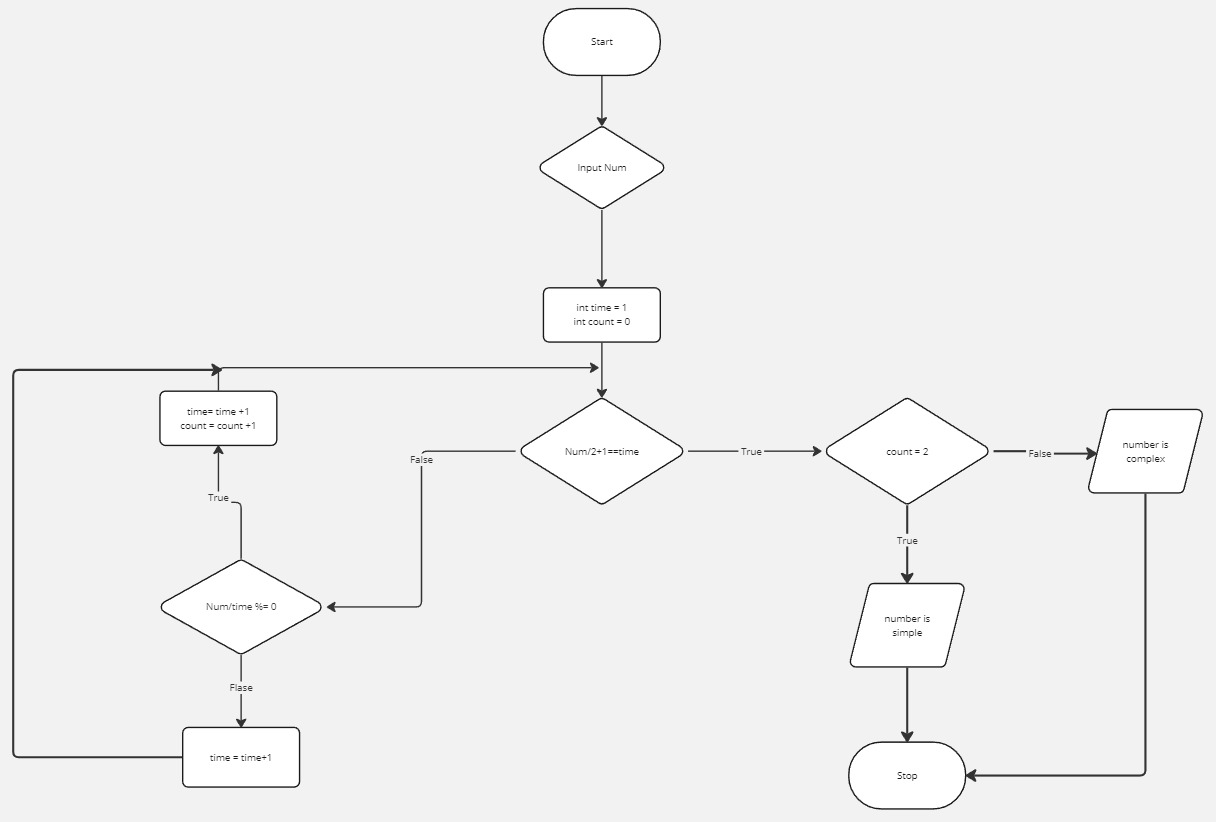 Start
Input Num
int time = 1
int count = 0
time= time +1
count = count +1
False
Num/2+1==time
True
count = 2
False
number is
complex
True
True
Num/time %= 0
number is
simple
Flase
time = time+1
Stop